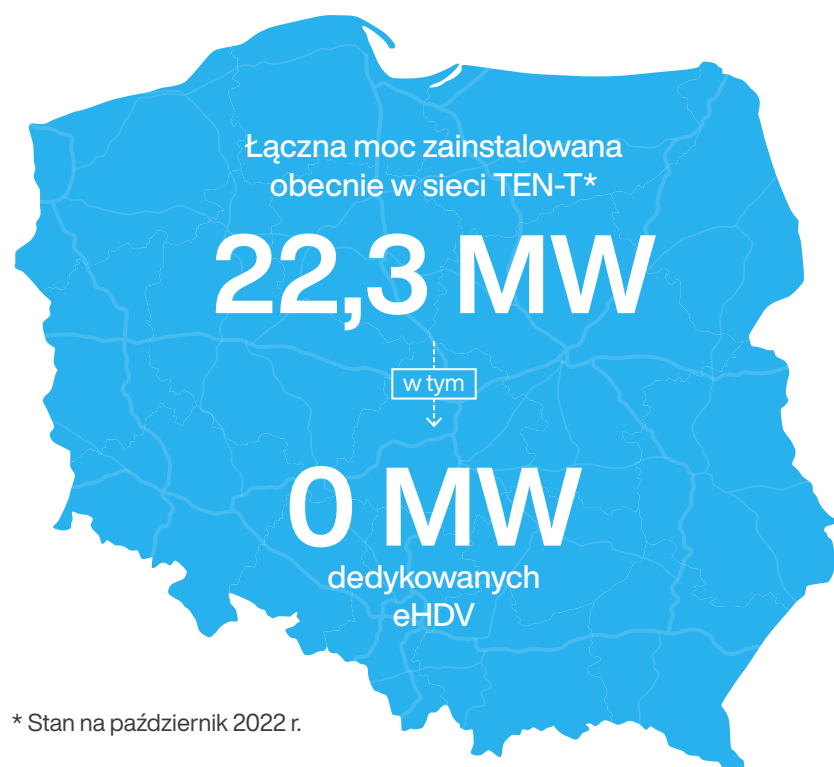 Łączna moc zainstalowana
obecnie w sieci TEN-T*
22,3 MW
w tym
0 MW
dedykowanych
eHDV
* Stan na październik 2022 r.